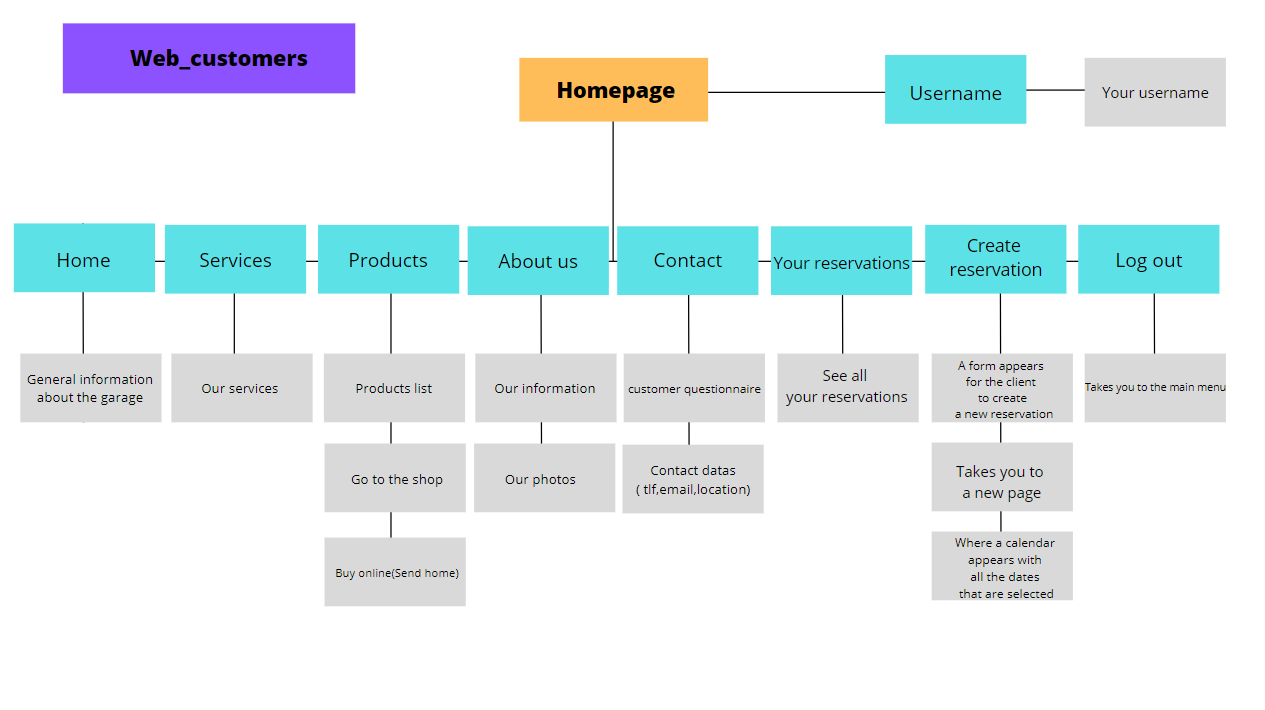 Web_customers
Homepage
Username
Your username
Home
Services
Products
About us
Contact
Your reservations
Create
reservation
Log out
General information
about the garage
Our services
Products list
Our information
customer questionnaire
See all
your reservations
A form appears
for the client
to create
a new reservation
Takes you to the main menu
Go to the shop
Our photos
Contact datas
( tlf,email,location)
Takes you to
a new page
Buy online(Send home)
Where a calendar
appears with
all the dates
that are selected